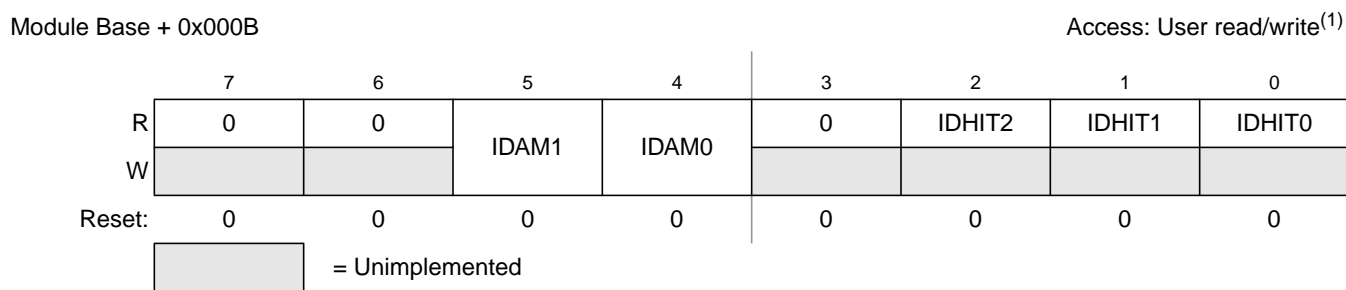 Module Base + 0x000B Access: User read/write(1)
7 6 5 4 3 2 1 0
R 0 0 IDAM1 IDAM0 0 IDHIT2 IDHIT1 IDHIT0
W
Reset: 0 0 0 0 0 0 0 0
= Unimplemented